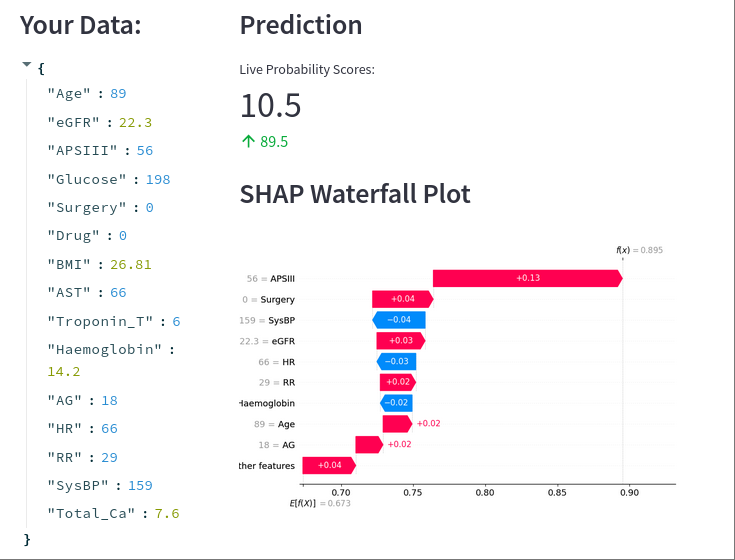 Your Data:
{
"Age" : 89
"eGFR" : 22.3
"APSIII" : 56
"Glucose" : 198
"Surgery" : 0
"Drug" : 0
"BMI" : 26.81
"AST" : 66
"Troponin_T" : 6
"Haemoglobin" :
14.2
"AG" : 18
"HR" : 66
"RR" : 29
"SysBP" : 159
"Total_Ca" : 7.6
}
Prediction
Live Probability Scores:
10.5
↑ 89.5
SHAP Waterfall Plot
f(x) = 0.895
56 = APSIII +0.13
0 = Surgery +0.04
159 = SysBP −0.04
22.3 = eGFR +0.03
66 = HR −0.03
29 = RR +0.02
Haemoglobin −0.02
89 = Age +0.02
18 = AG +0.02
ther features +0.04
0.70 0.75 0.80 0.85 0.90
E[f(X)] = 0.673